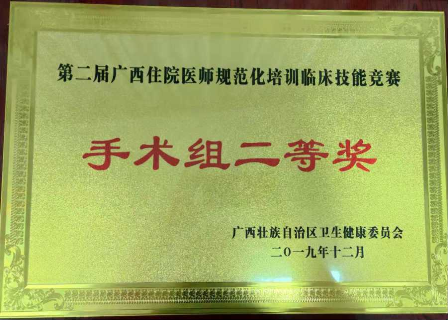 第二届广西住院医师规范化培训临床技能竞赛
手术组二等奖
广西壮族自治区卫生健康委员会
二〇一九年十二月